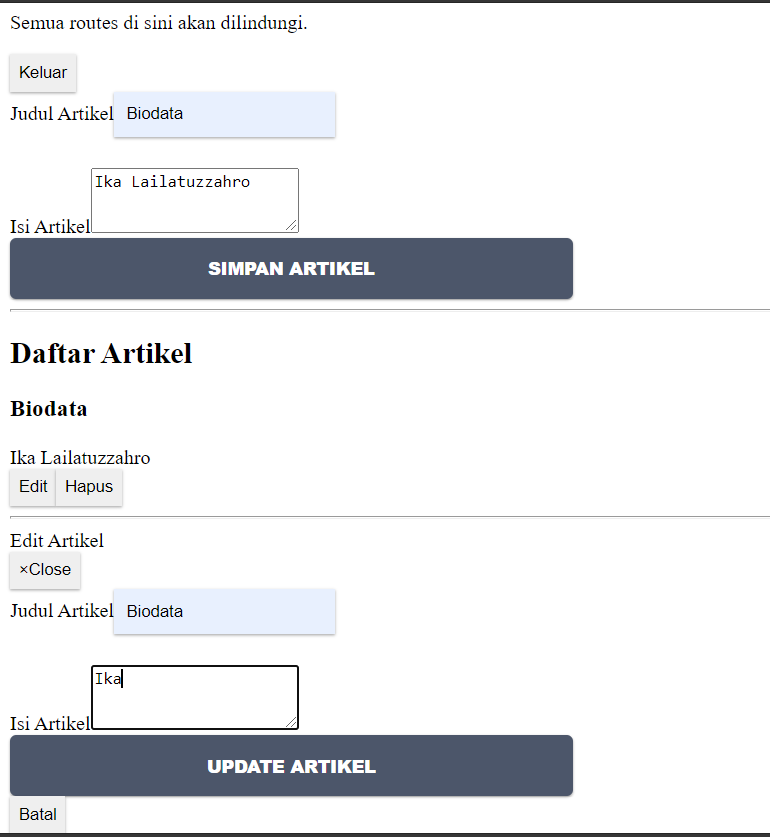 Semua routes di sini akan dilindungi.
Keluar
Judul Artikel Biodata
Isi Artikel Ika Lailatuzzahro
SIMPAN ARTIKEL
Daftar Artikel
Biodata
Ika Lailatuzzahro
Edit Hapus
Edit Artikel
×Close
Judul Artikel Biodata
Isi Artikel Ika
UPDATE ARTIKEL
Batal